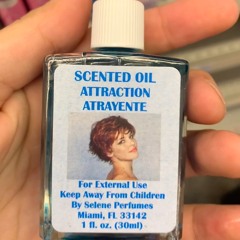 SCENTED OIL
ATTRACTION
ATRAYENTE
For External Use
Keep Away From Children
By Selene Perfumes
Miami, FL 33142
1 fl. oz. (30ml)